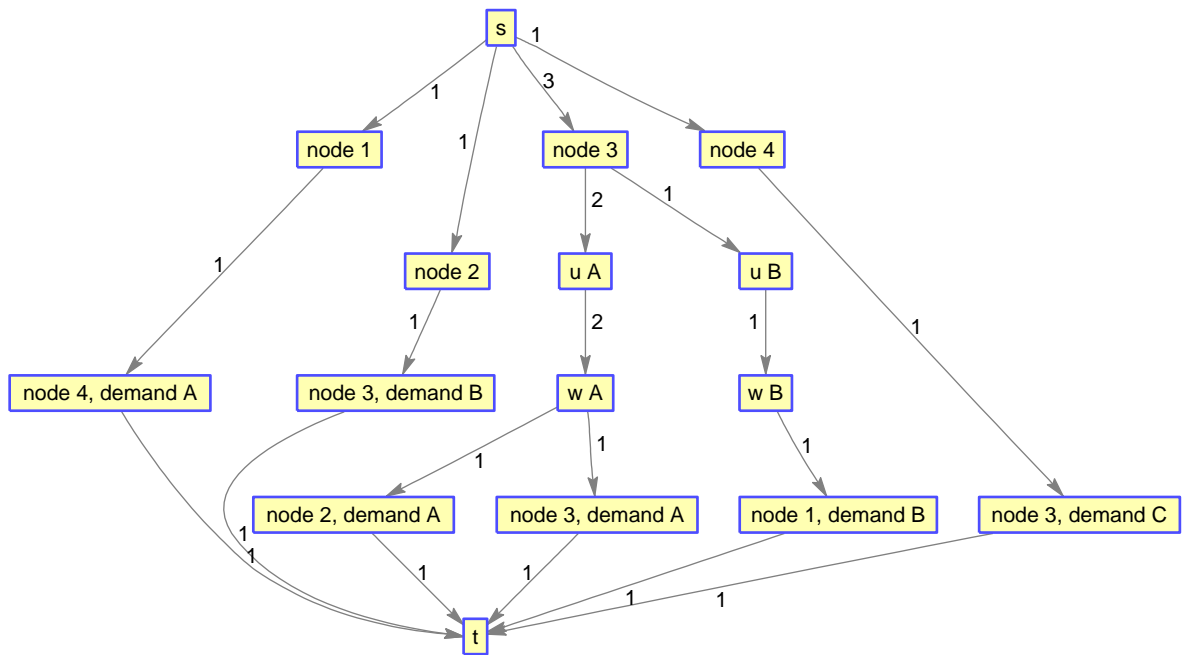 s
1
1
3
1
1
node 1
node 3
node 4
2
1
1
node 2
u A
u B
1
2
1
1
node 4, demand A
node 3, demand B
w A
w B
1
1
1
node 2, demand A
node 3, demand A
node 1, demand B
node 3, demand C
1
1
1
1
1
1
t